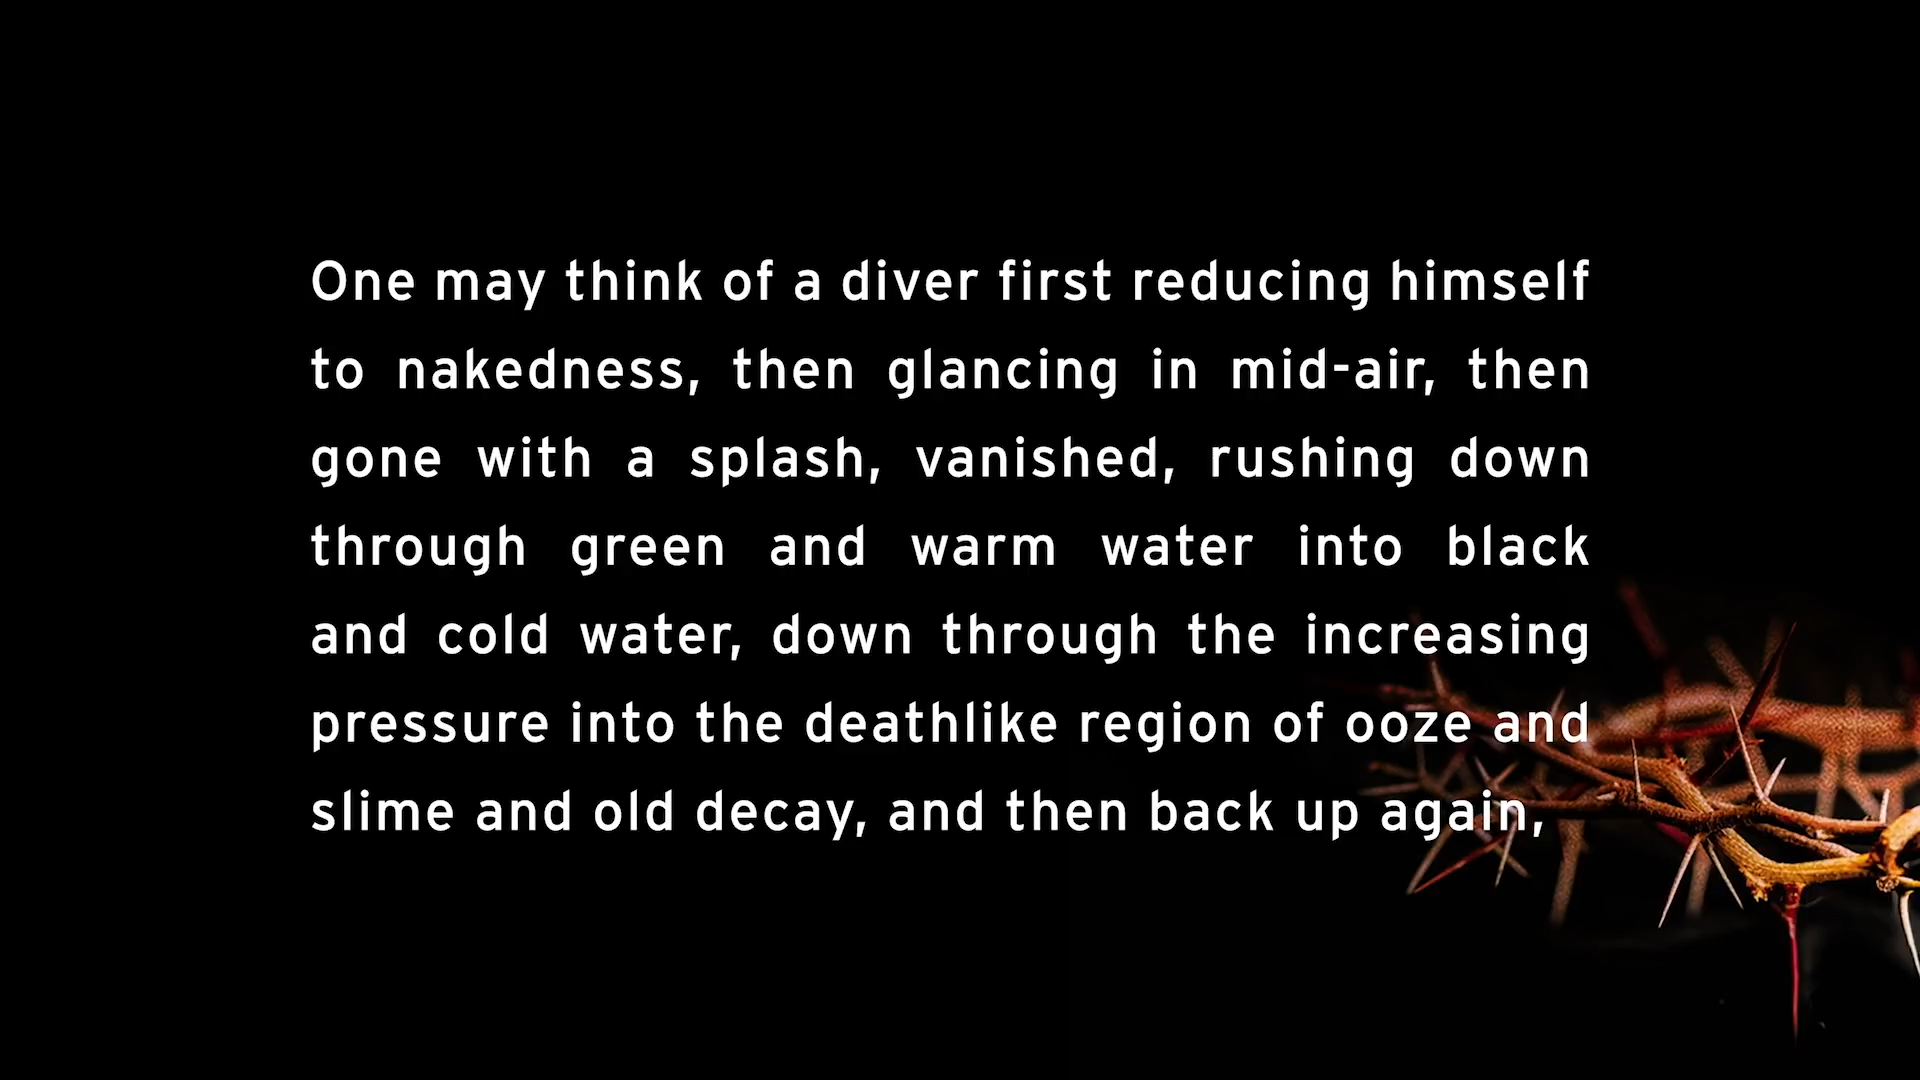 One may think of a diver first reducing himself
to nakedness, then glancing in mid-air, then
gone with a splash, vanished, rushing down
through green and warm water into black
and cold water, down through the increasing
pressure into the deathlike region of ooze and
slime and old decay, and then back up again,